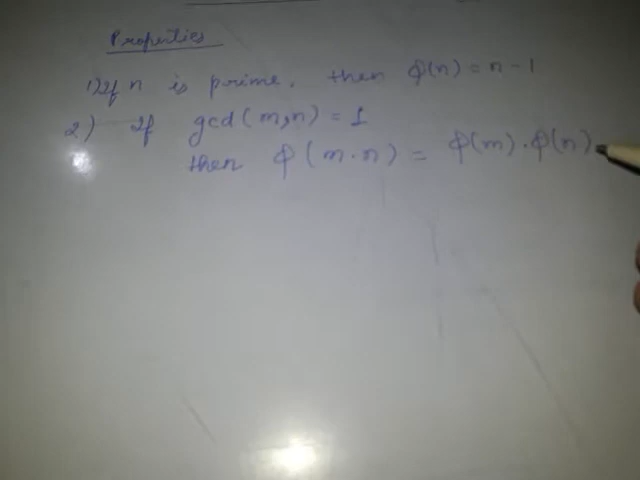 Properties
1) If n is prime, then φ(n) = n - 1
2) If gcd(m,n) = 1
then φ(m·n) = φ(m)·φ(n)